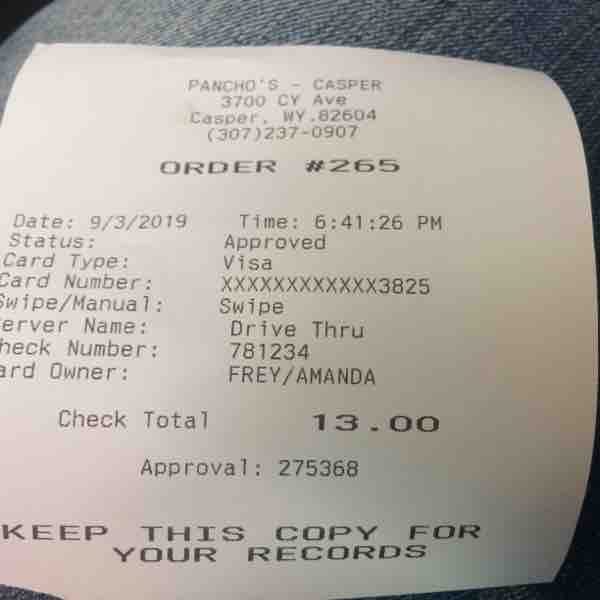 PANCHO'S - CASPER
3700 CY Ave
Casper, WY.82604
(307)237-0907
ORDER #265
Date: 9/3/2019 Time: 6:41:26 PM
Status: Approved
Card Type: Visa
Card Number: XXXXXXXXXXXX3825
Swipe/Manual: Swipe
erver Name: Drive Thru
heck Number: 781234
ard Owner: FREY/AMANDA
Check Total 13.00
Approval: 275368
KEEP THIS COPY FOR
YOUR RECORDS